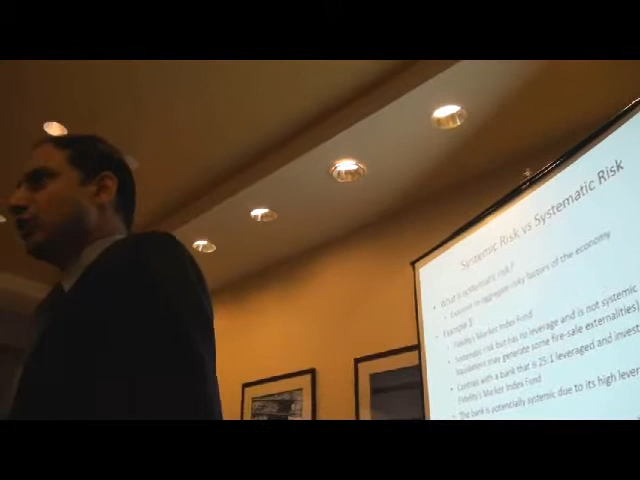 Systemic Risk vs Systematic Risk
What is systematic risk?
Exposure to aggregate risky factors of the economy
Example 1:
Fidelity's Market Index Fund
Systematic risk but has no leverage and is not systemic
liquidations may generate some fire-sale externalities)
Contrast with a bank that is 25:1 leveraged and invest
Fidelity's Market Index Fund
The bank is potentially systemic due to its high lever